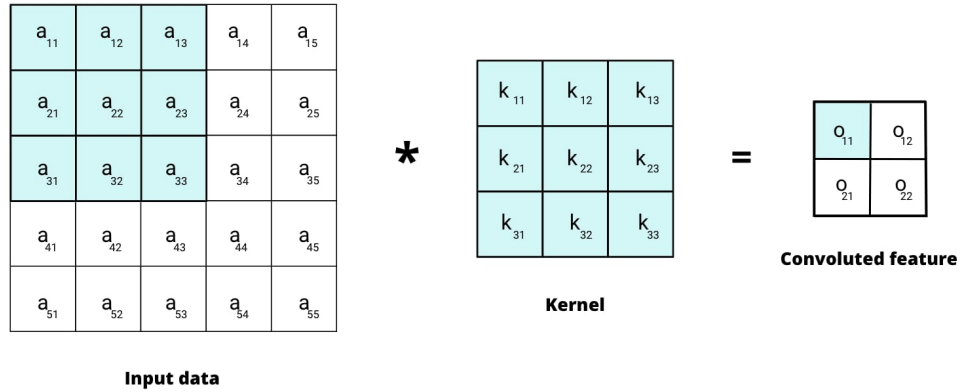 a11 a12 a13 a14 a15
a21 a22 a23 a24 a25
a31 a32 a33 a34 a35
a41 a42 a43 a44 a45
a51 a52 a53 a54 a55
Input data
*
k11 k12 k13
k21 k22 k23
k31 k32 k33
Kernel
=
o11 o12
o21 o22
Convoluted feature